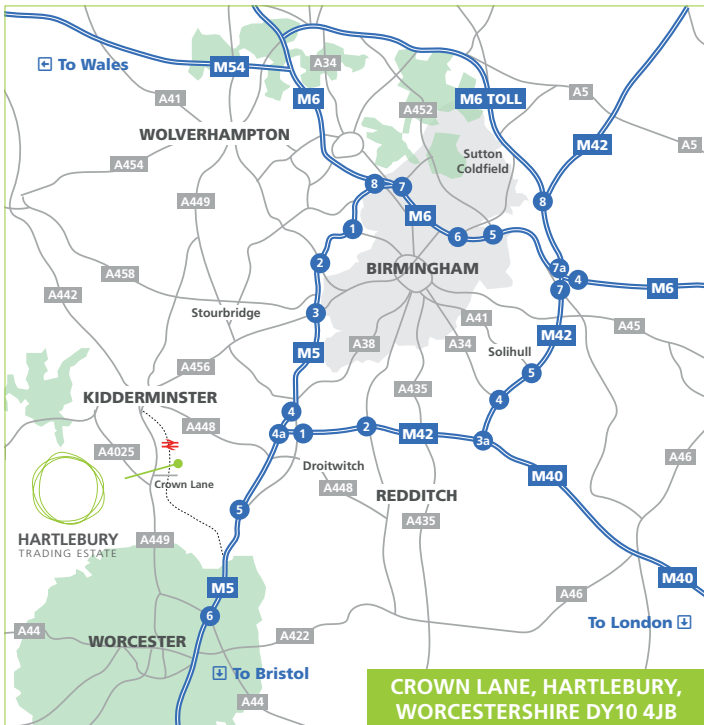 To Wales
M54
A34
A41
M6
A452
M6 TOLL
A5
WOLVERHAMPTON
M42
A5
Sutton
Coldfield
A454
8
7
A449
8
M6
1
6
5
2
BIRMINGHAM
7a
4
A458
7
M6
A442
Stourbridge
3
A41
A45
M42
A38
A34
M5
Solihull
A456
5
A435
KIDDERMINSTER
4
4
A448
4a
1
2
M42
3a
A4025
A46
Droitwitch
M40
Crown Lane
A448
REDDITCH
5
A435
HARTLEBURY
TRADING ESTATE
A449
M40
M5
A46
6
To London
A44
WORCESTER
A422
To Bristol
A44
CROWN LANE, HARTLEBURY,
WORCESTERSHIRE DY10 4JB